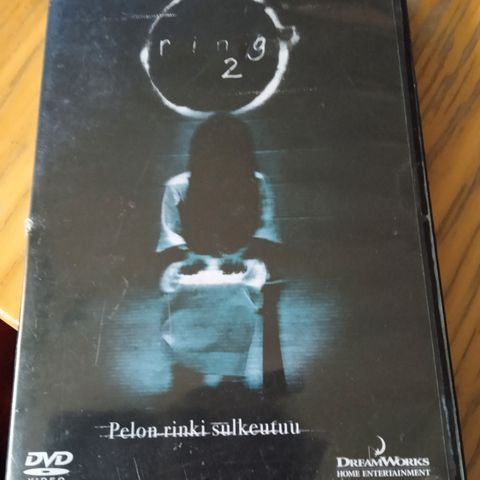 ring
2
Pelon rinki sulkeutuu
DVD
VIDEO
DREAMWORKS
HOME ENTERTAINMENT